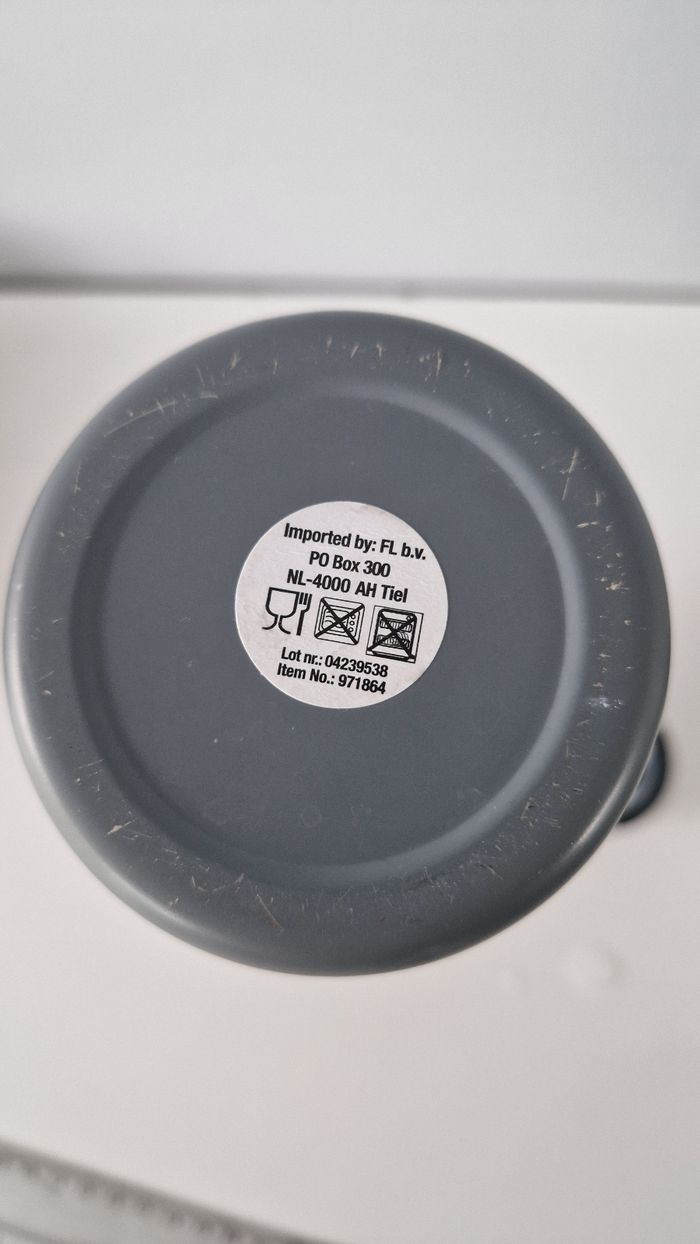 Imported by: FL b.v.
PO Box 300
NL-4000 AH Tiel
Lot nr.: 04239538
Item No.: 971864